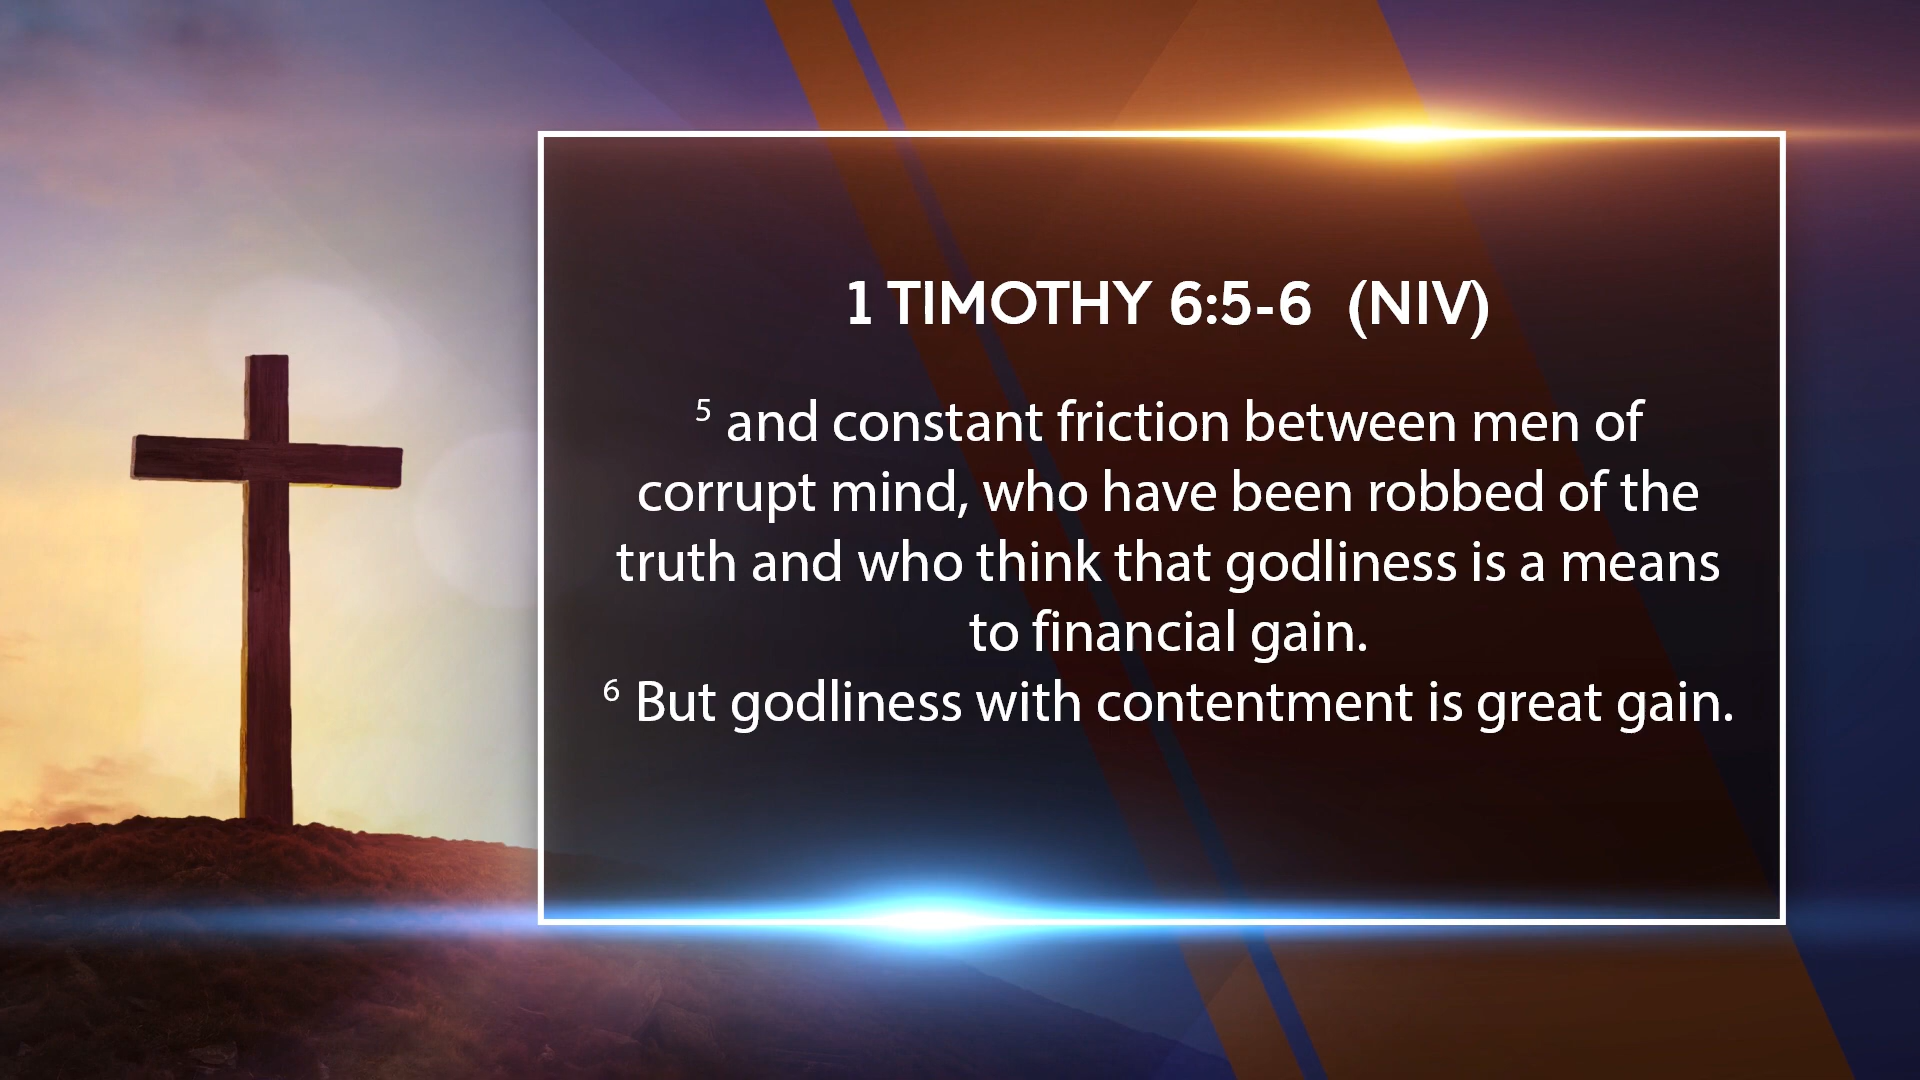 1 TIMOTHY 6:5-6 (NIV)
5 and constant friction between men of
corrupt mind, who have been robbed of the
truth and who think that godliness is a means
to financial gain.
6 But godliness with contentment is great gain.